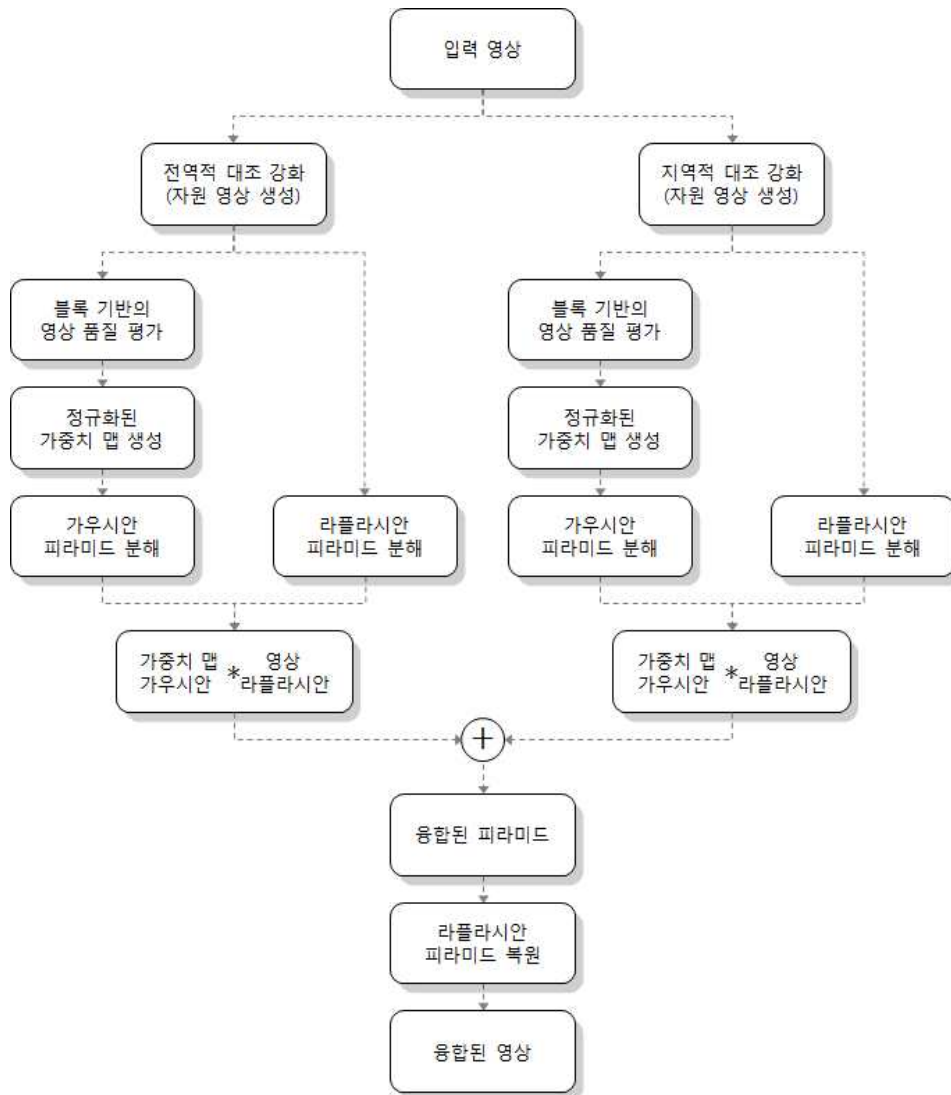 입력 영상
전역적 대조 강화
(자원 영상 생성)
지역적 대조 강화
(자원 영상 생성)
블록 기반의
영상 품질 평가
블록 기반의
영상 품질 평가
정규화된
가중치 맵 생성
정규화된
가중치 맵 생성
가우시안
피라미드 분해
라플라시안
피라미드 분해
가우시안
피라미드 분해
라플라시안
피라미드 분해
가중치 맵
가우시안
*
영상
라플라시안
가중치 맵
가우시안
*
영상
라플라시안
+
융합된 피라미드
라플라시안
피라미드 복원
융합된 영상